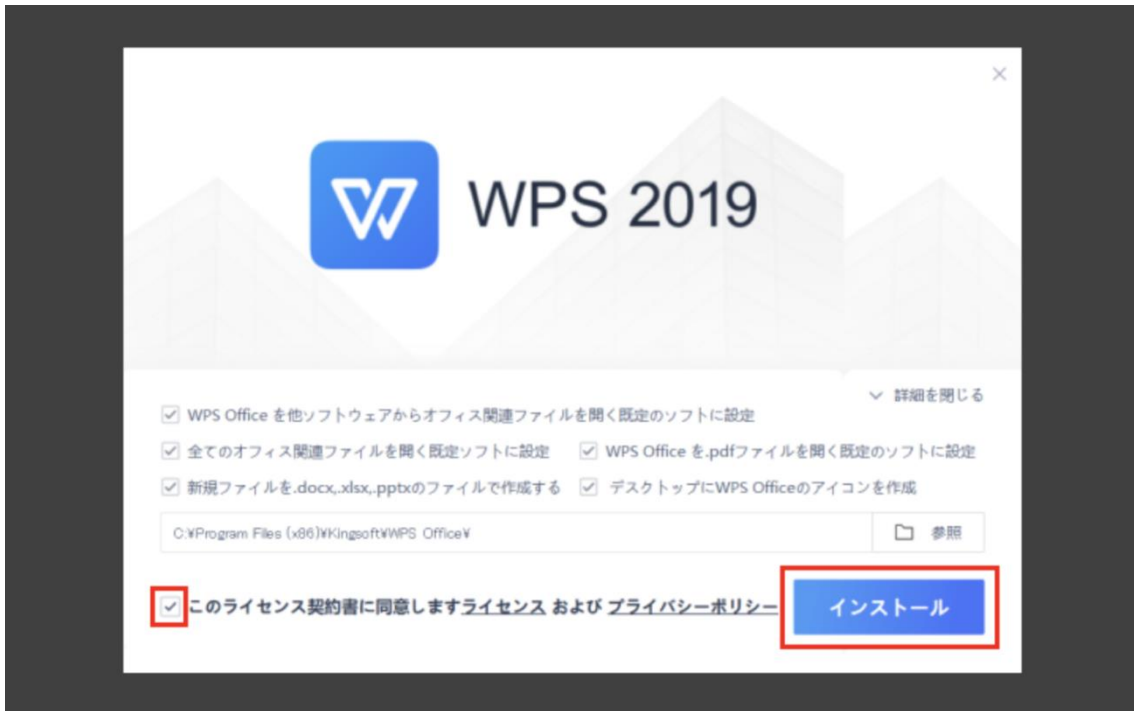 WPS 2019
詳細を閉じる
WPS Office を他ソフトウェアからオフィス関連ファイルを開く既定のソフトに設定
全てのオフィス関連ファイルを開く既定ソフトに設定 WPS Office を.pdfファイルを開く既定のソフトに設定
新規ファイルを.docx,.xlsx,.pptxのファイルで作成する デスクトップにWPS Officeのアイコンを作成
C:¥Program Files (x86)¥Kingsoft¥WPS Office¥ 参照
このライセンス契約書に同意しますライセンス および プライバシーポリシー インストール